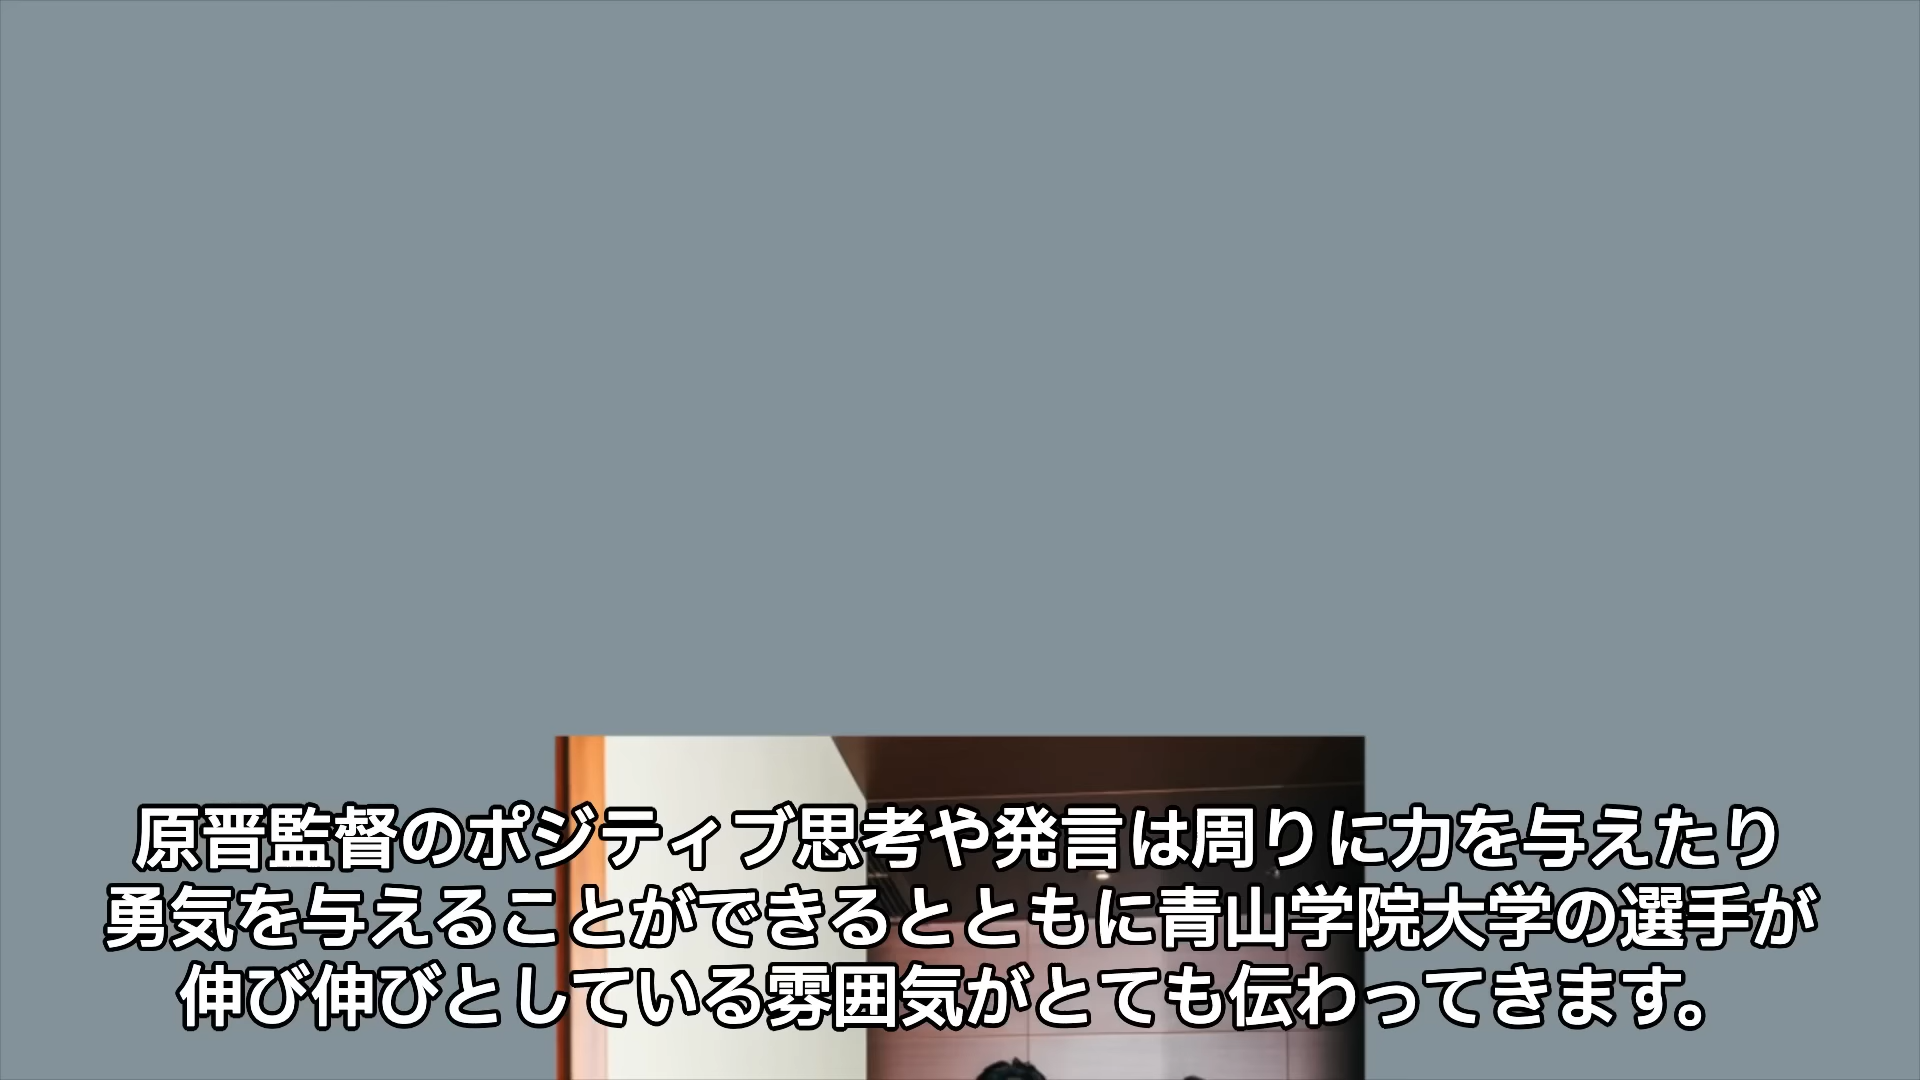 原晋監督のポジティブ思考や発言は周りに力を与えたり
勇気を与えることができるとともに青山学院大学の選手が
伸び伸びとしている雰囲気がとても伝わってきます。